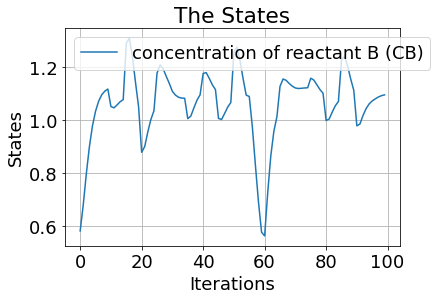 The States
concentration of reactant B (CB)
1.2
1.0
0.8
0.6
States
0 20 40 60 80 100
Iterations